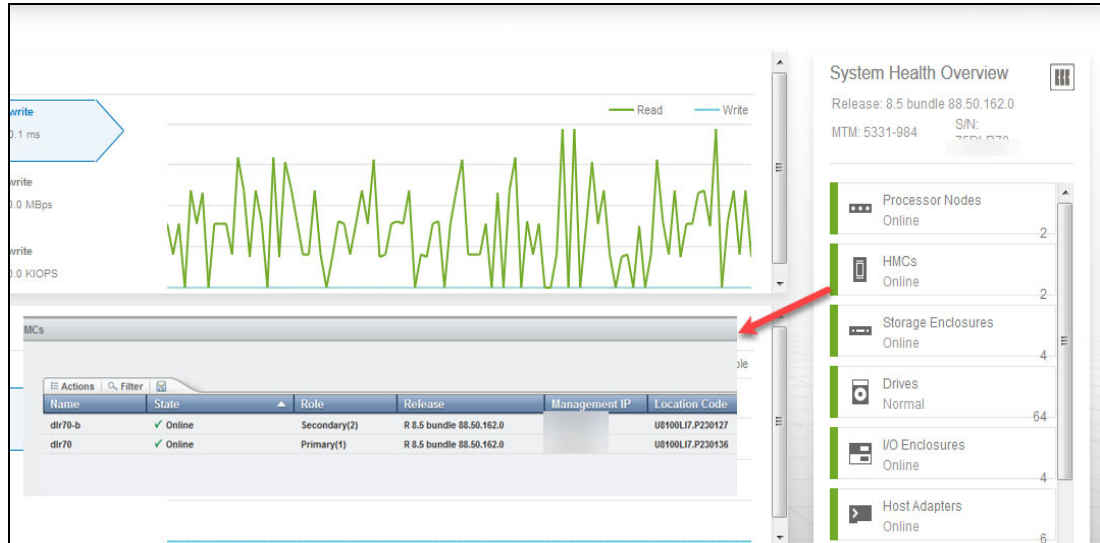 write
0.1 ms
write
0.0 MBps
write
0.0 KIOPS
Read Write
System Health Overview
Release: 8.5 bundle 88.50.162.0
MTM: 5331-984
S/N:
Processor Nodes
Online
2
HMCs
Online
2
Storage Enclosures
Online
4
Drives
Normal
64
I/O Enclosures
Online
4
Host Adapters
Online
6
Actions Filter
Name State Role Release Management IP Location Code
dlr70-b Online Secondary(2) R 8.5 bundle 88.50.162.0 U8100LI7.P230127
dlr70 Online Primary(1) R 8.5 bundle 88.50.162.0 U8100LI7.P230136